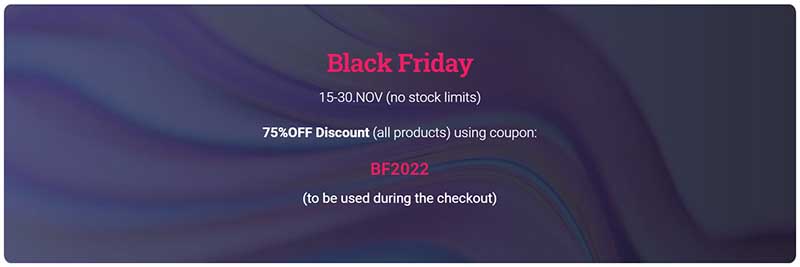 Black Friday
15-30.NOV (no stock limits)
75%OFF Discount (all products) using coupon:
BF2022
(to be used during the checkout)